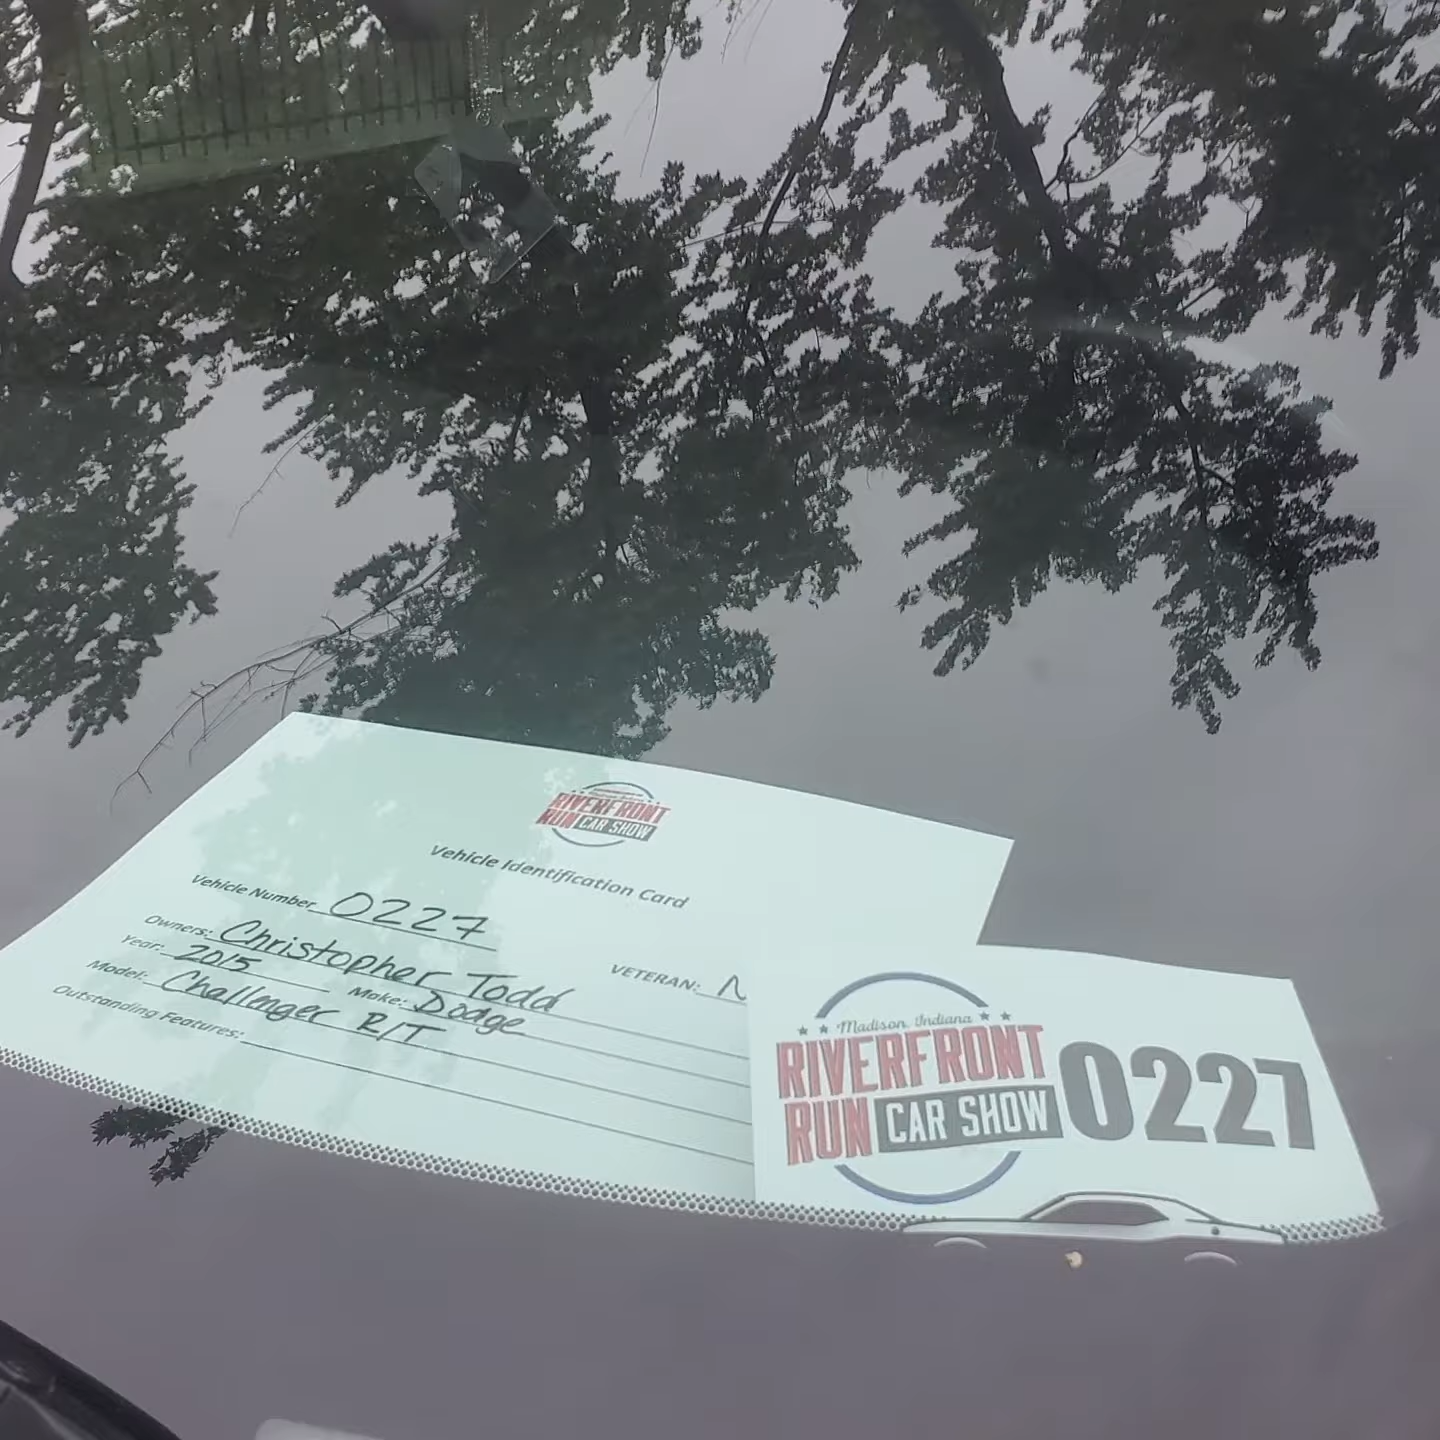 RIVERFRONT
RUN CAR SHOW
Vehicle Identification Card
Vehicle Number 0227
Owners: Christopher Todd
VETERAN: N
Year: 2015 Make: Dodge
Model: Challenger R/T
Outstanding Features:
Madison, Indiana
RIVERFRONT
RUN CAR SHOW
0227